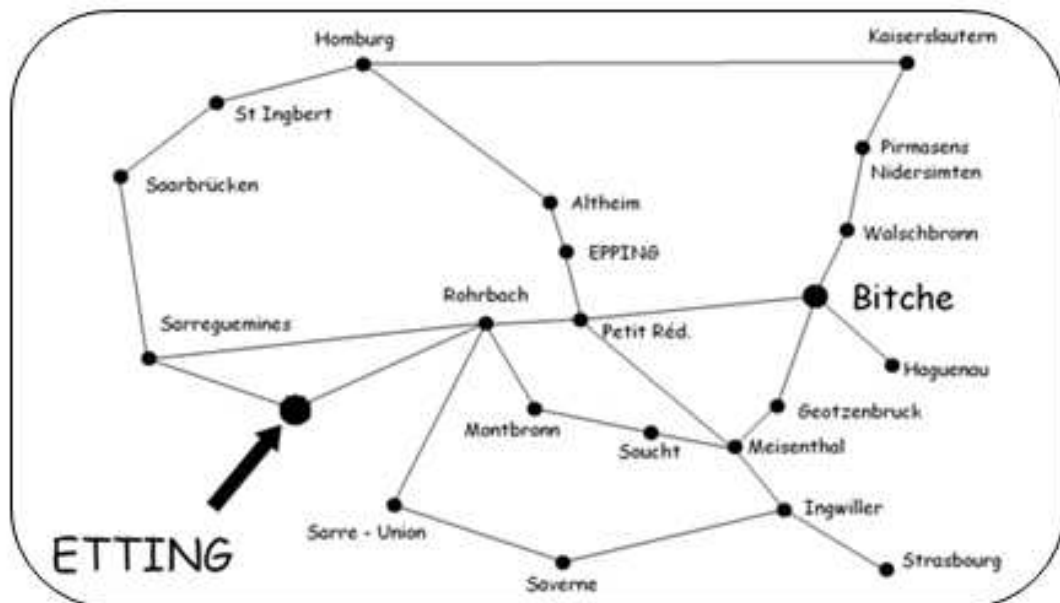 Homburg
Kaiserslautern
St Ingbert
Pirmasens
Nidersimten
Saarbrücken
Altheim
Walschbronn
EPPING
Rohrbach
Bitche
Sarreguemines
Petit Réd.
Haguenau
Geotzenbruck
Montbronn
Soucht
Meisenthal
Sarre - Union
Ingwiller
ETTING
Saverne
Strasbourg